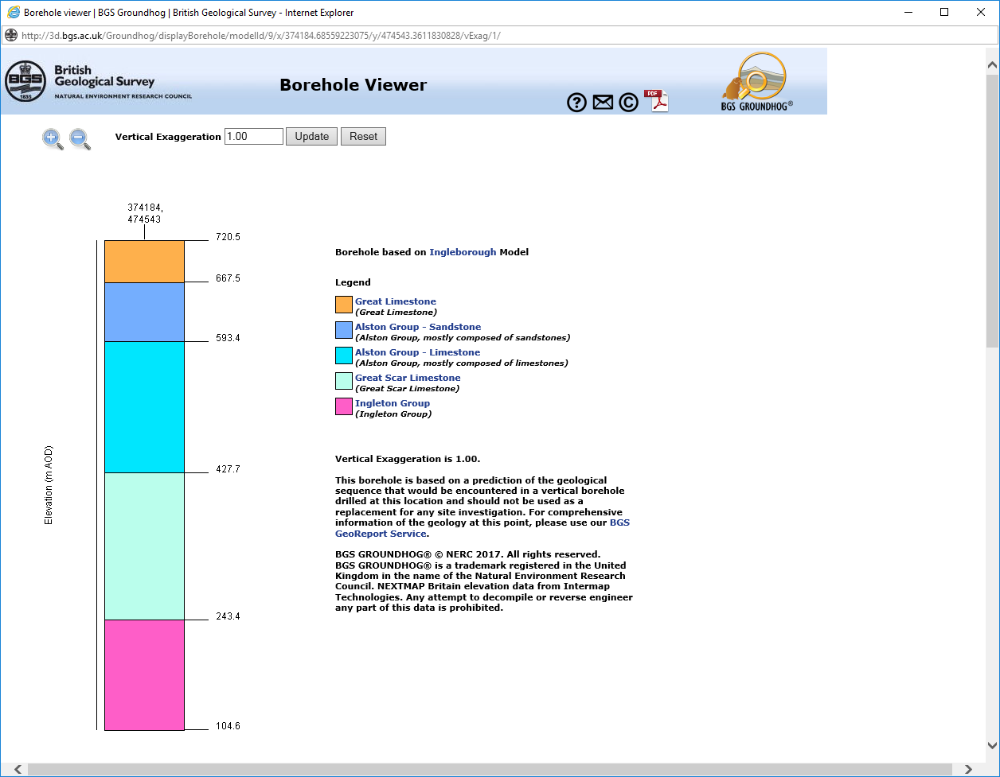 Borehole viewer | BGS Groundhog | British Geological Survey - Internet Explorer
http://3d.bgs.ac.uk/Groundhog/displayBorehole/modelId/9/x/374184.68559223075/y/474543.3611830828/vExag/1/
BGS
1835
British
Geological Survey
NATURAL ENVIRONMENT RESEARCH COUNCIL
Borehole Viewer
?
©
PDF
BGS GROUNDHOG®
Vertical Exaggeration 1.00 Update Reset
374184,
474543
720.5
667.5
593.4
427.7
243.4
104.6
Elevation (m AOD)
Borehole based on Ingleborough Model
Legend
Great Limestone
(Great Limestone)
Alston Group - Sandstone
(Alston Group, mostly composed of sandstones)
Alston Group - Limestone
(Alston Group, mostly composed of limestones)
Great Scar Limestone
(Great Scar Limestone)
Ingleton Group
(Ingleton Group)
Vertical Exaggeration is 1.00.
This borehole is based on a prediction of the geological
sequence that would be encountered in a vertical borehole
drilled at this location and should not be used as a
replacement for any site investigation. For comprehensive
information of the geology at this point, please use our BGS
GeoReport Service.
BGS GROUNDHOG® © NERC 2017. All rights reserved.
BGS GROUNDHOG® is a trademark registered in the United
Kingdom in the name of the Natural Environment Research
Council. NEXTMAP Britain elevation data from Intermap
Technologies. Any attempt to decompile or reverse engineer
any part of this data is prohibited.